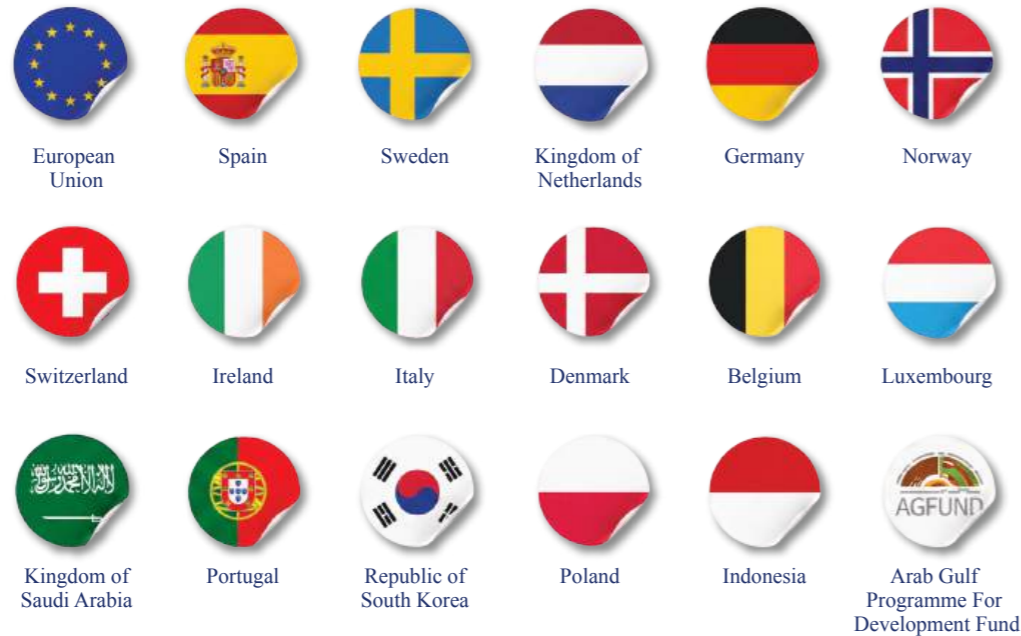 European
Union
Spain
Sweden
Kingdom of
Netherlands
Germany
Norway
Switzerland
Ireland
Italy
Denmark
Belgium
Luxembourg
AGFUND
Kingdom of
Saudi Arabia
Portugal
Republic of
South Korea
Poland
Indonesia
Arab Gulf
Programme For
Development Fund